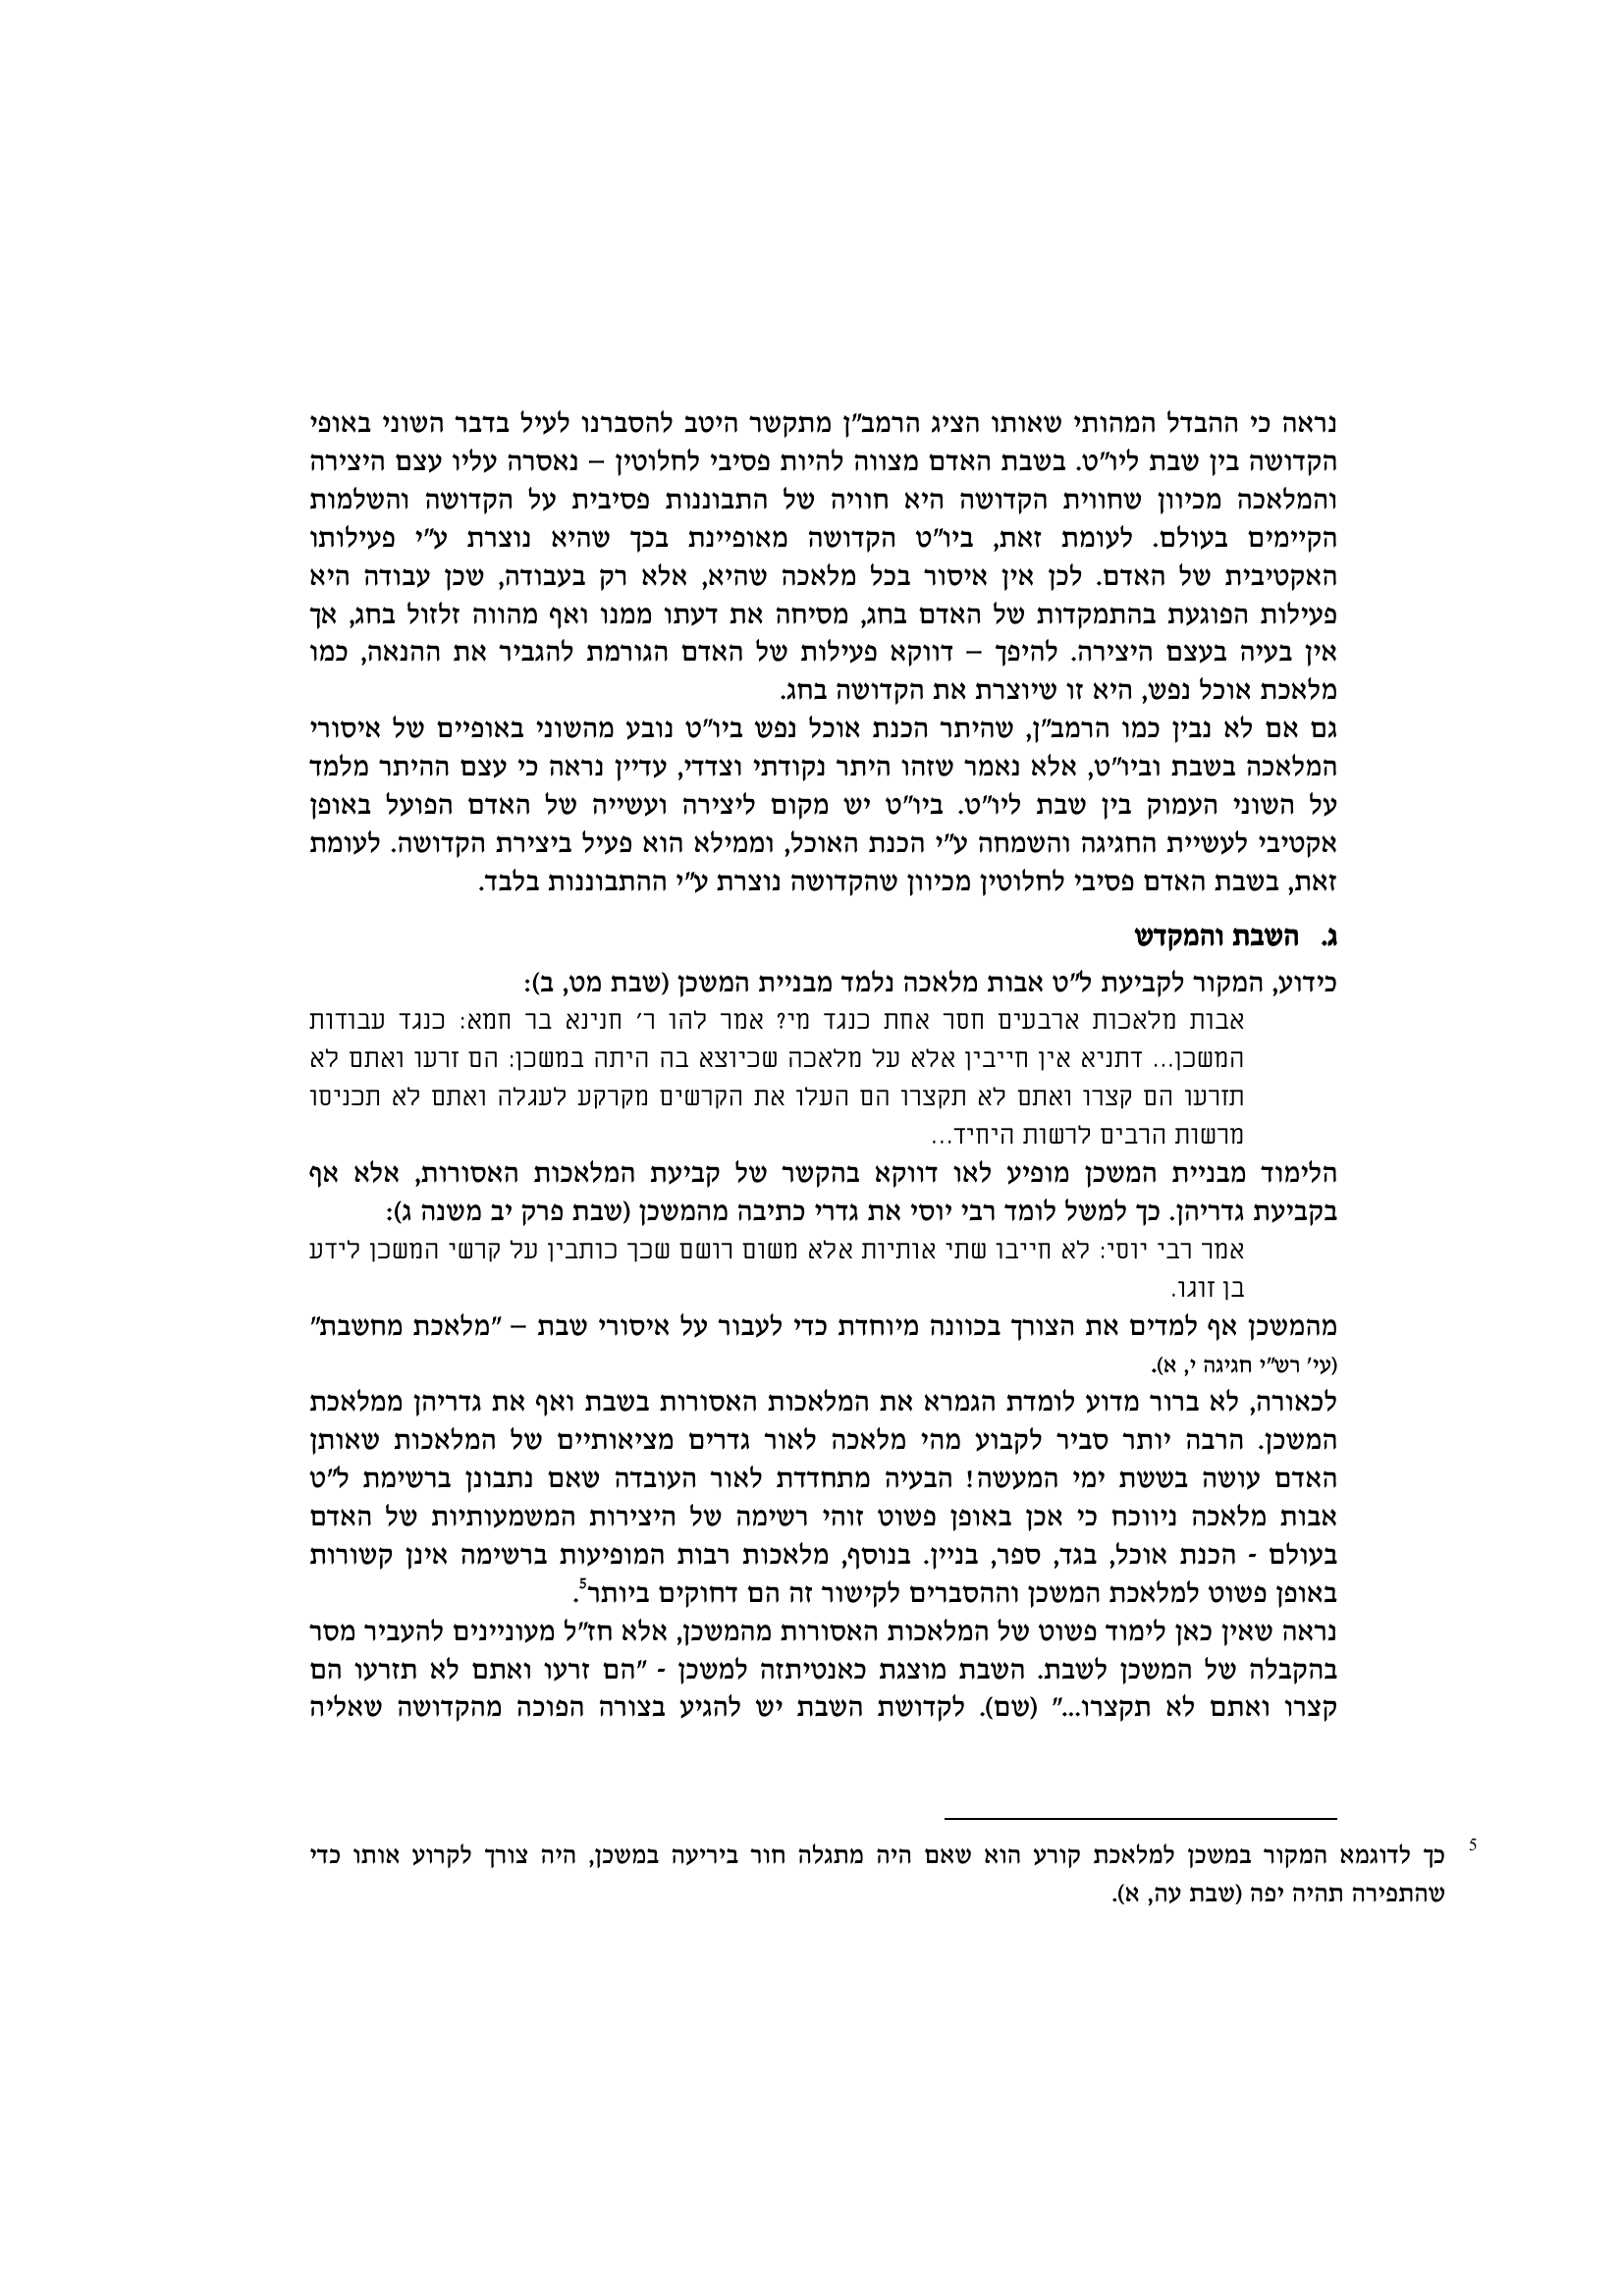 נראה כי ההבדל המהותי שאותו הציג הרמב"ן מתקשר היטב להסברנו לעיל בדבר השוני באופי
הקדושה בין שבת ליו"ט. בשבת האדם מצווה להיות פסיבי לחלוטין – נאסרה עליו עצם היצירה
והמלאכה מכיוון שחווית הקדושה היא חוויה של התבוננות פסיבית על הקדושה והשלמות
הקיימים בעולם. לעומת זאת, ביו"ט הקדושה מאופיינת בכך שהיא נוצרת ע"י פעילותו
האקטיבית של האדם. לכן אין איסור בכל מלאכה שהיא, אלא רק בעבודה, שכן עבודה היא
פעילות הפוגעת בהתמקדות של האדם בחג, מסיחה את דעתו ממנו ואף מהווה זלזול בחג, אך
אין בעיה בעצם היצירה. להיפך – דווקא פעילות של האדם הגורמת להגביר את ההנאה, כמו
מלאכת אוכל נפש, היא זו שיוצרת את הקדושה בחג.
גם אם לא נבין כמו הרמב"ן, שהיתר הכנת אוכל נפש ביו"ט נובע מהשוני באופיים של איסורי
המלאכה בשבת וביו"ט, אלא נאמר שזהו היתר נקודתי וצדדי, עדיין נראה כי עצם ההיתר מלמד
על השוני העמוק בין שבת ליו"ט. ביו"ט יש מקום ליצירה ועשייה של האדם הפועל באופן
אקטיבי לעשיית החגיגה והשמחה ע"י הכנת האוכל, וממילא הוא פעיל ביצירת הקדושה. לעומת
זאת, בשבת האדם פסיבי לחלוטין מכיוון שהקדושה נוצרת ע"י ההתבוננות בלבד.
ג. השבת והמקדש
כידוע, המקור לקביעת ל"ט אבות מלאכה נלמד מבניית המשכן (שבת מט, ב):
אבות מלאכות ארבעים חסר אחת כנגד מי? אמר להו ר' חנינא בר חמא: כנגד עבודות
המשכן... דתניא אין חייבין אלא על מלאכה שכיוצא בה היתה במשכן: הם זרעו ואתם לא
תזרעו הם קצרו ואתם לא תקצרו הם העלו את הקרשים מקרקע לעגלה ואתם לא תכניסו
מרשות הרבים לרשות היחיד...
הלימוד מבניית המשכן מופיע לאו דווקא בהקשר של קביעת המלאכות האסורות, אלא אף
בקביעת גדריהן. כך למשל לומד רבי יוסי את גדרי כתיבה מהמשכן (שבת פרק יב משנה ג):
אמר רבי יוסי: לא חייבו שתי אותיות אלא משום רושם שכך כותבין על קרשי המשכן לידע
בן זוגו.
מהמשכן אף למדים את הצורך בכוונה מיוחדת כדי לעבור על איסורי שבת – "מלאכת מחשבת"
(עי' רש"י חגיגה י, א).
לכאורה, לא ברור מדוע לומדת הגמרא את המלאכות האסורות בשבת ואף את גדריהן ממלאכת
המשכן. הרבה יותר סביר לקבוע מהי מלאכה לאור גדרים מציאותיים של המלאכות שאותן
האדם עושה בששת ימי המעשה! הבעיה מתחדדת לאור העובדה שאם נתבונן ברשימת ל"ט
אבות מלאכה ניווכח כי אכן באופן פשוט זוהי רשימה של היצירות המשמעותיות של האדם
בעולם - הכנת אוכל, בגד, ספר, בניין. בנוסף, מלאכות רבות המופיעות ברשימה אינן קשורות
באופן פשוט למלאכת המשכן וההסברים לקישור זה הם דחוקים ביותר5.
נראה שאין כאן לימוד פשוט של המלאכות האסורות מהמשכן, אלא חז"ל מעוניינים להעביר מסר
בהקבלה של המשכן לשבת. השבת מוצגת כאנטיתזה למשכן - "הם זרעו ואתם לא תזרעו הם
קצרו ואתם לא תקצרו..." (שם). לקדושת השבת יש להגיע בצורה הפוכה מהקדושה שאליה
5 כך לדוגמא המקור במשכן למלאכת קורע הוא שאם היה מתגלה חור ביריעה במשכן, היה צורך לקרוע אותו כדי
שהתפירה תהיה יפה (שבת עה, א).